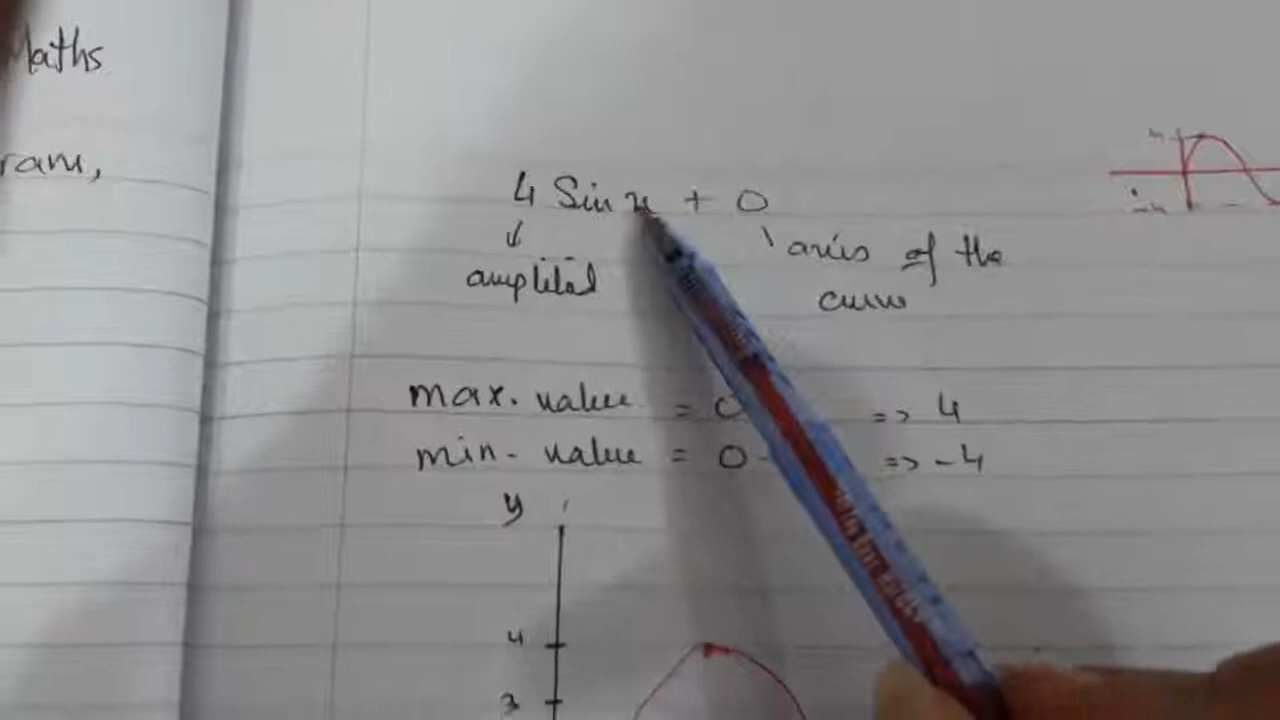 Maths
ram,
4 Sin x + 0
amplitud
axis of the
curve
max. value = 0 => 4
min. value = 0 - => -4
y
4
3